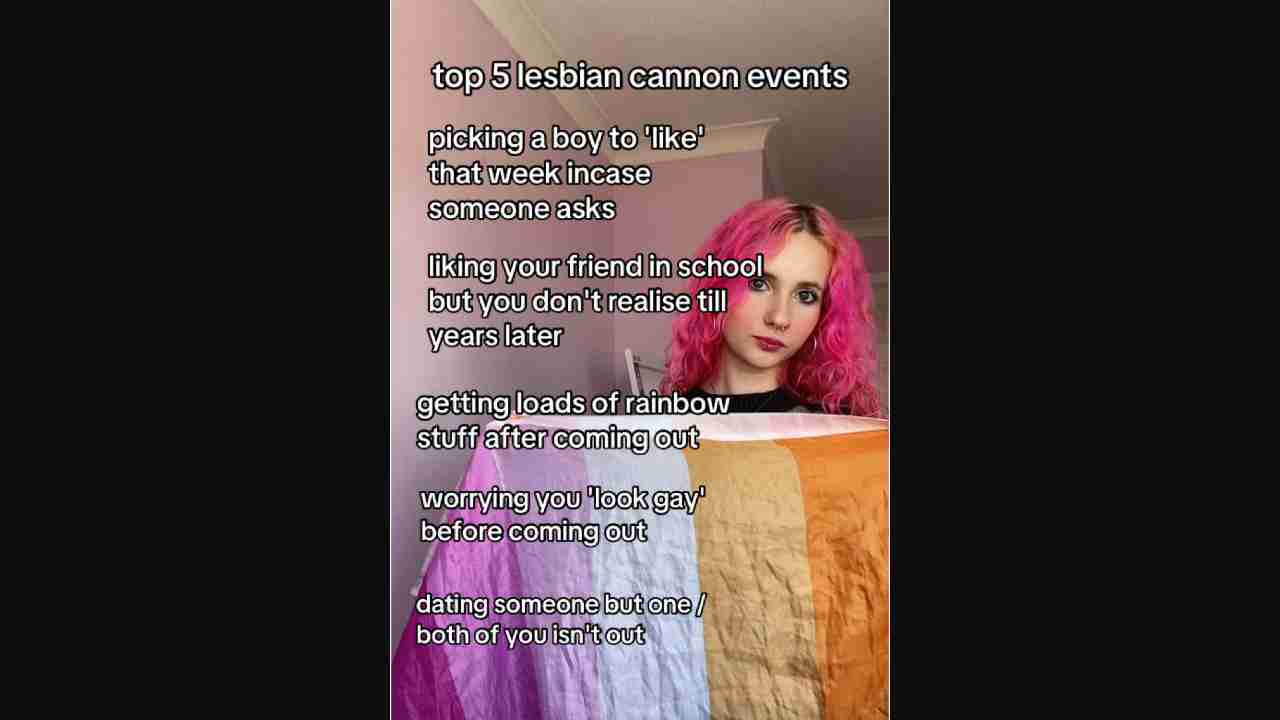 top 5 lesbian cannon events
picking a boy to 'like'
that week incase
someone asks
liking your friend in school
but you don't realise till
years later
getting loads of rainbow
stuff after coming out
worrying you 'look gay'
before coming out
dating someone but one /
both of you isn't out